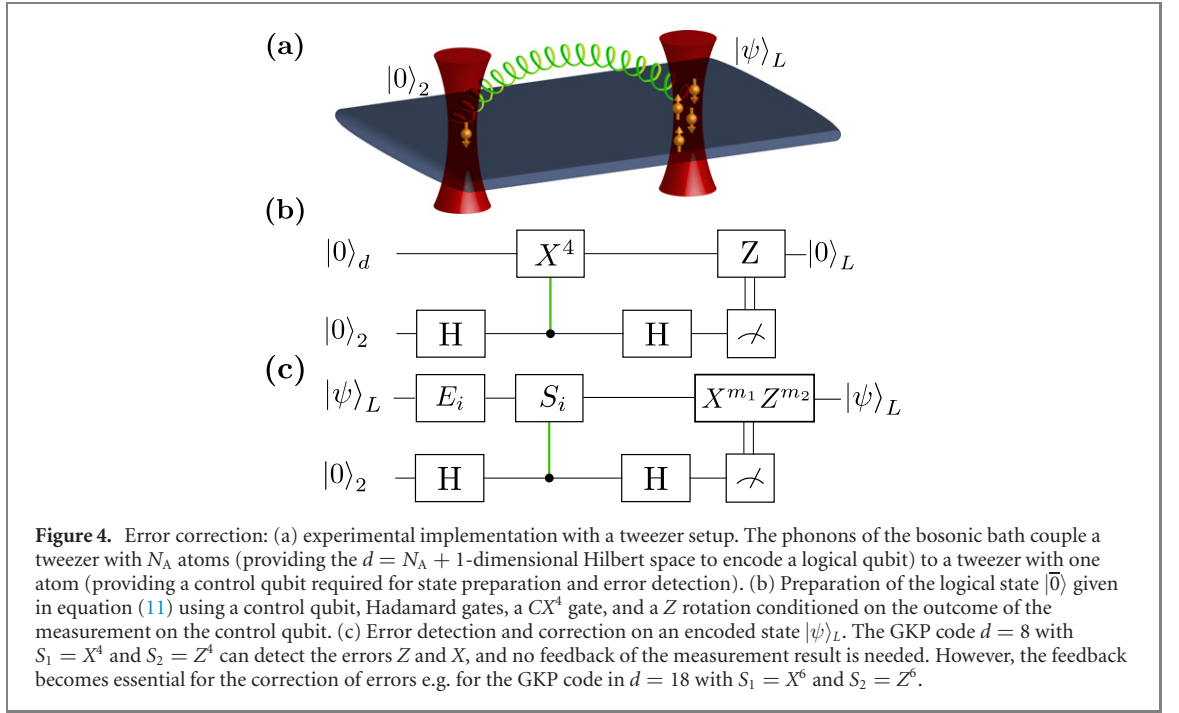 (a)
|0⟩₂
|ψ⟩_L
(b)
|0⟩_d X⁴ Z |0⟩_L
|0⟩₂ H H
(c)
|ψ⟩_L E_i S_i X^{m₁} Z^{m₂} |ψ⟩_L
|0⟩₂ H H
Figure 4. Error correction: (a) experimental implementation with a tweezer setup. The phonons of the bosonic bath couple a
tweezer with N_A atoms (providing the d = N_A + 1-dimensional Hilbert space to encode a logical qubit) to a tweezer with one
atom (providing a control qubit required for state preparation and error detection). (b) Preparation of the logical state |0̅⟩ given
in equation (11) using a control qubit, Hadamard gates, a CX⁴ gate, and a Z rotation conditioned on the outcome of the
measurement on the control qubit. (c) Error detection and correction on an encoded state |ψ⟩_L. The GKP code d = 8 with
S₁ = X⁴ and S₂ = Z⁴ can detect the errors Z and X, and no feedback of the measurement result is needed. However, the feedback
becomes essential for the correction of errors e.g. for the GKP code in d = 18 with S₁ = X⁶ and S₂ = Z⁶.